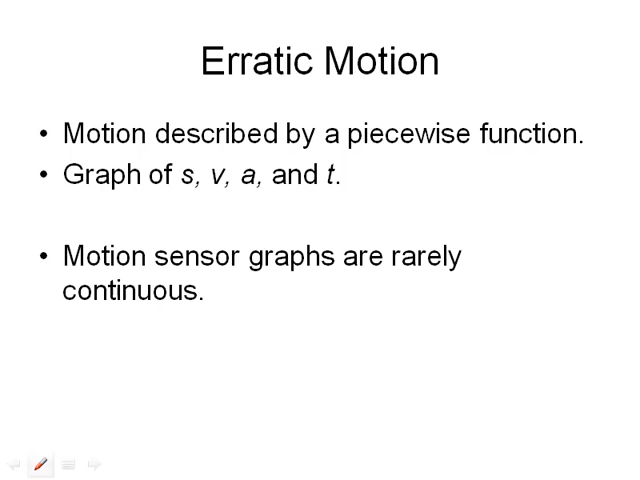 Erratic Motion
• Motion described by a piecewise function.
• Graph of s, v, a, and t.
• Motion sensor graphs are rarely
continuous.